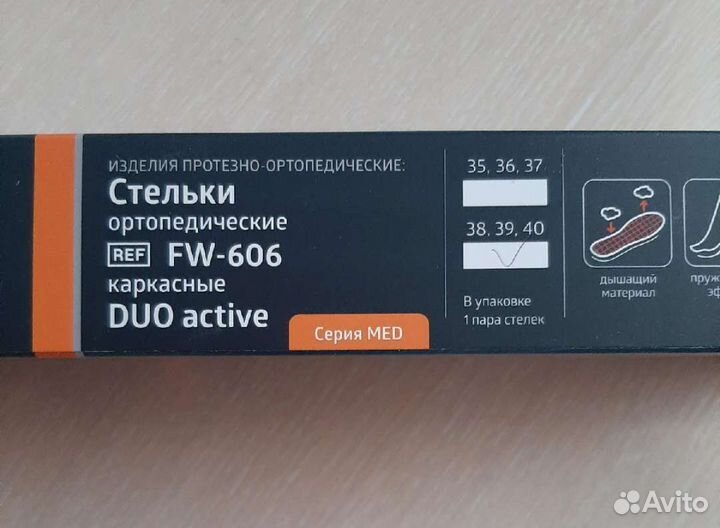 ИЗДЕЛИЯ ПРОТЕЗНО-ОРТОПЕДИЧЕСКИЕ:
Стельки
ортопедические
REF FW-606
каркасные
DUO active
Серия MED
35, 36, 37
38, 39, 40
В упаковке
1 пара стелек
дышащий
материал
Avito